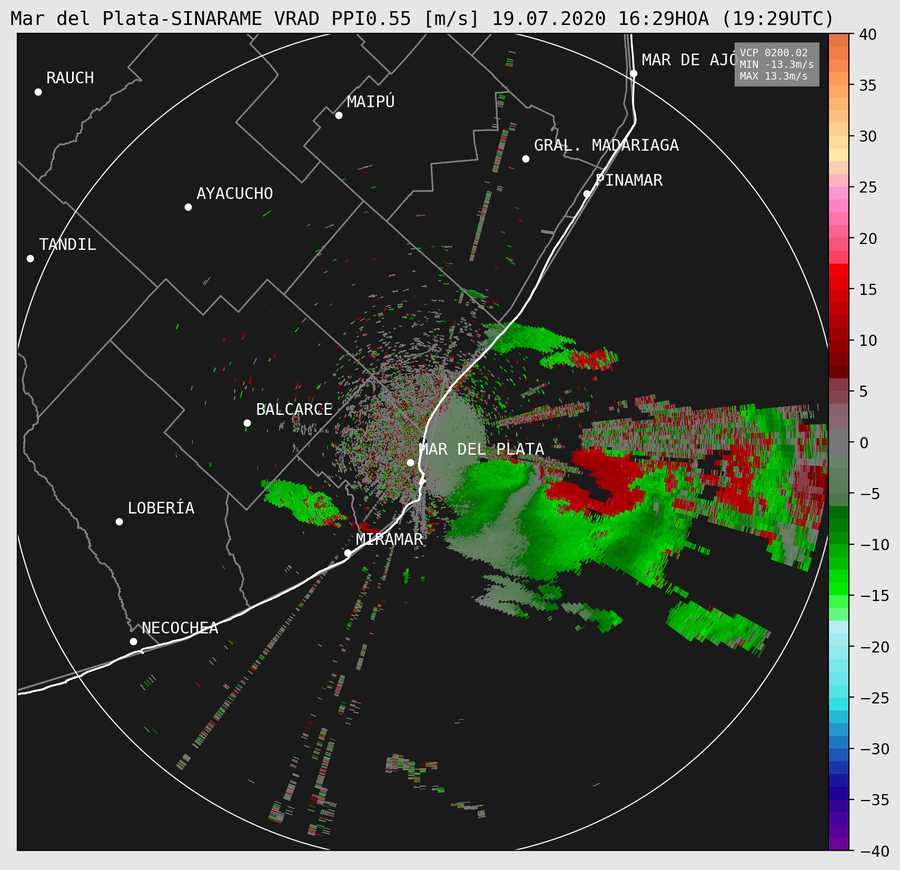 Mar del Plata-SINARAME VRAD PPI0.55 [m/s] 19.07.2020 16:29HOA (19:29UTC)
MAR DE AJÓ
VCP 0200.02
MIN -13.3m/s
MAX 13.3m/s
RAUCH
MAIPÚ
GRAL. MADARIAGA
PINAMAR
AYACUCHO
TANDIL
BALCARCE
MAR DEL PLATA
LOBERÍA
MIRAMAR
NECOCHEA
40
35
30
25
20
15
10
5
0
−5
−10
−15
−20
−25
−30
−35
−40